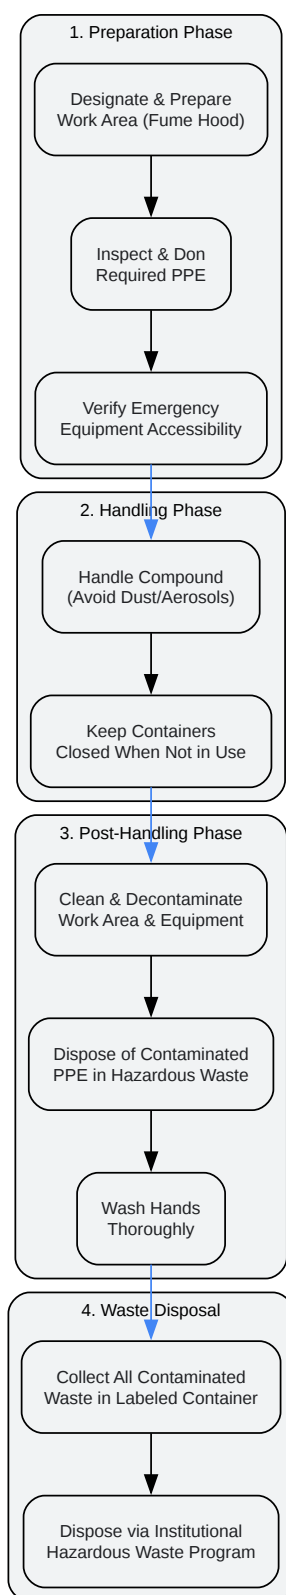 1. Preparation Phase
Designate & Prepare
Work Area (Fume Hood)
Inspect & Don
Required PPE
Verify Emergency
Equipment Accessibility
2. Handling Phase
Handle Compound
(Avoid Dust/Aerosols)
Keep Containers
Closed When Not in Use
3. Post-Handling Phase
Clean & Decontaminate
Work Area & Equipment
Dispose of Contaminated
PPE in Hazardous Waste
Wash Hands
Thoroughly
4. Waste Disposal
Collect All Contaminated
Waste in Labeled Container
Dispose via Institutional
Hazardous Waste Program